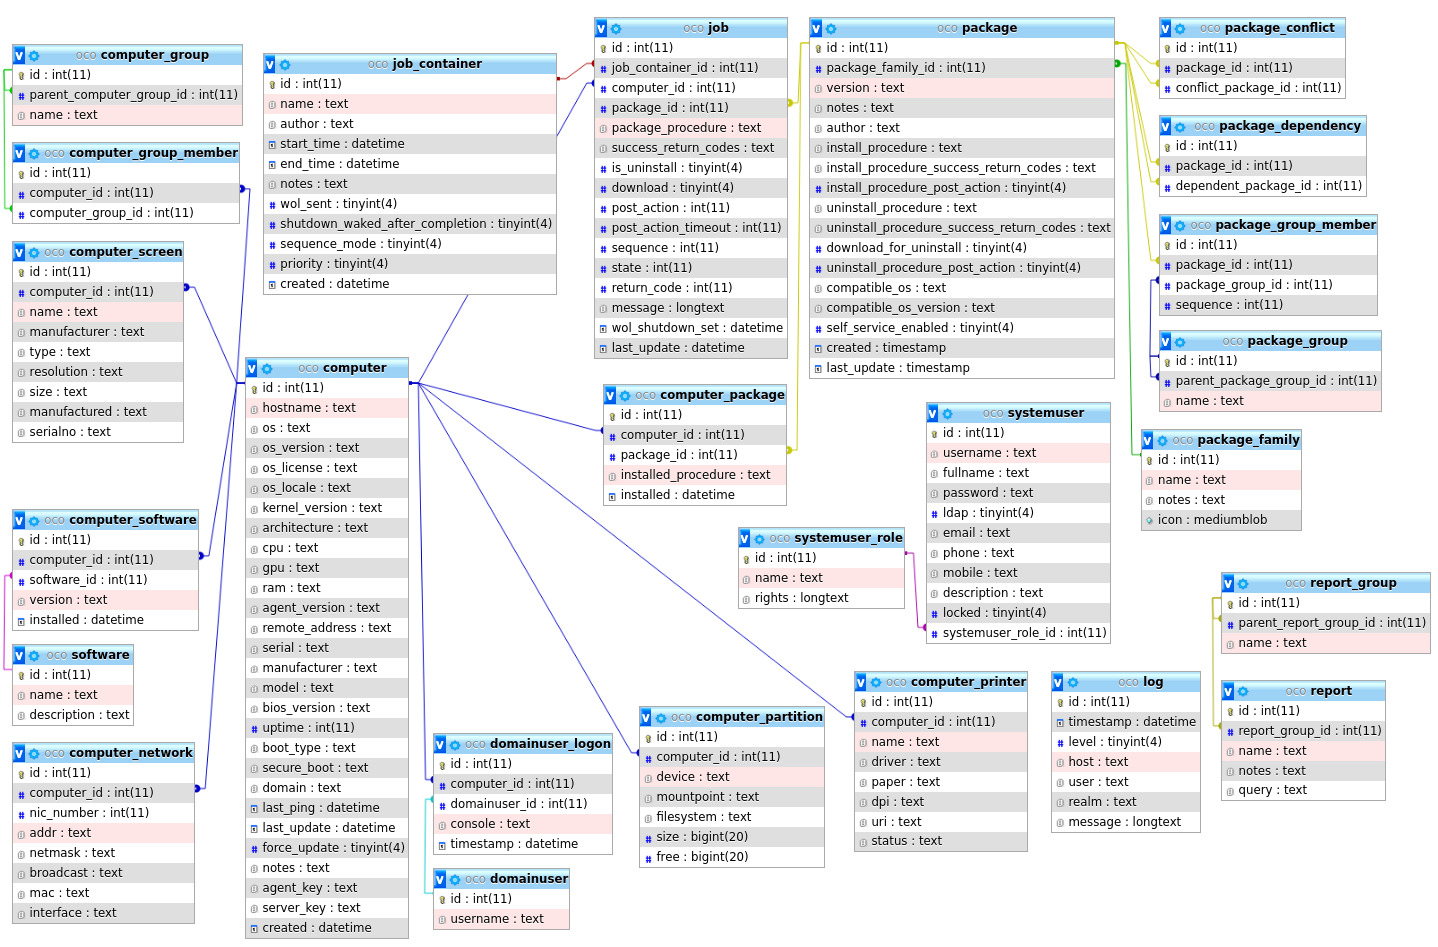 oco computer_group
id : int(11)
parent_computer_group_id : int(11)
name : text
oco computer_group_member
id : int(11)
computer_id : int(11)
computer_group_id : int(11)
oco computer_screen
id : int(11)
computer_id : int(11)
name : text
manufacturer : text
type : text
resolution : text
size : text
manufactured : text
serialno : text
oco computer_software
id : int(11)
computer_id : int(11)
software_id : int(11)
version : text
installed : datetime
oco software
id : int(11)
name : text
description : text
oco computer_network
id : int(11)
computer_id : int(11)
nic_number : int(11)
addr : text
netmask : text
broadcast : text
mac : text
interface : text
oco job_container
id : int(11)
name : text
author : text
start_time : datetime
end_time : datetime
notes : text
wol_sent : tinyint(4)
shutdown_waked_after_completion : tinyint(4)
sequence_mode : tinyint(4)
priority : tinyint(4)
created : datetime
oco computer
id : int(11)
hostname : text
os : text
os_version : text
os_license : text
os_locale : text
kernel_version : text
architecture : text
cpu : text
gpu : text
ram : text
agent_version : text
remote_address : text
serial : text
manufacturer : text
model : text
bios_version : text
uptime : int(11)
boot_type : text
secure_boot : text
domain : text
last_ping : datetime
last_update : datetime
force_update : tinyint(4)
notes : text
agent_key : text
server_key : text
created : datetime
oco domainuser_logon
id : int(11)
computer_id : int(11)
domainuser_id : int(11)
console : text
timestamp : datetime
oco domainuser
id : int(11)
username : text
oco job
id : int(11)
job_container_id : int(11)
computer_id : int(11)
package_id : int(11)
package_procedure : text
success_return_codes : text
is_uninstall : tinyint(4)
download : tinyint(4)
post_action : int(11)
post_action_timeout : int(11)
sequence : int(11)
state : int(11)
return_code : int(11)
message : longtext
wol_shutdown_set : datetime
last_update : datetime
oco computer_package
id : int(11)
computer_id : int(11)
package_id : int(11)
installed_procedure : text
installed : datetime
oco computer_partition
id : int(11)
computer_id : int(11)
device : text
mountpoint : text
filesystem : text
size : bigint(20)
free : bigint(20)
oco package
id : int(11)
package_family_id : int(11)
version : text
notes : text
author : text
install_procedure : text
install_procedure_success_return_codes : text
install_procedure_post_action : tinyint(4)
uninstall_procedure : text
uninstall_procedure_success_return_codes : text
download_for_uninstall : tinyint(4)
uninstall_procedure_post_action : tinyint(4)
compatible_os : text
compatible_os_version : text
self_service_enabled : tinyint(4)
created : timestamp
last_update : timestamp
oco systemuser
id : int(11)
username : text
fullname : text
password : text
ldap : tinyint(4)
email : text
phone : text
mobile : text
description : text
locked : tinyint(4)
systemuser_role_id : int(11)
oco systemuser_role
id : int(11)
name : text
rights : longtext
oco computer_printer
id : int(11)
computer_id : int(11)
name : text
driver : text
paper : text
dpi : text
uri : text
status : text
oco log
id : int(11)
timestamp : datetime
level : tinyint(4)
host : text
user : text
realm : text
message : longtext
oco package_conflict
id : int(11)
package_id : int(11)
conflict_package_id : int(11)
oco package_dependency
id : int(11)
package_id : int(11)
dependent_package_id : int(11)
oco package_group_member
id : int(11)
package_id : int(11)
package_group_id : int(11)
sequence : int(11)
oco package_group
id : int(11)
parent_package_group_id : int(11)
name : text
oco package_family
id : int(11)
name : text
notes : text
icon : mediumblob
oco report_group
id : int(11)
parent_report_group_id : int(11)
name : text
oco report
id : int(11)
report_group_id : int(11)
name : text
notes : text
query : text